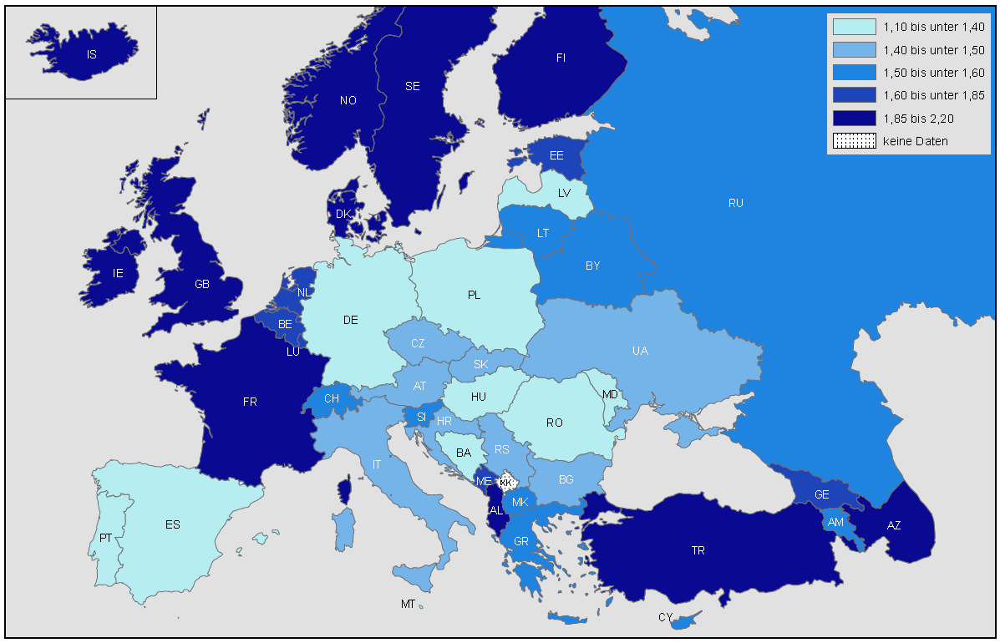 IS
NO
SE
FI
1,10 bis unter 1,40
1,40 bis unter 1,50
1,50 bis unter 1,60
1,60 bis unter 1,85
1,85 bis 2,20
keine Daten
EE
LV
RU
DK
LT
IE
GB
BY
NL
PL
DE
BE
LU
CZ
UA
SK
AT
FR
CH
HU
MD
SI
HR
RO
BA
RS
IT
ME
KK
BG
AL
MK
GE
ES
PT
GR
AM
AZ
TR
MT
CY